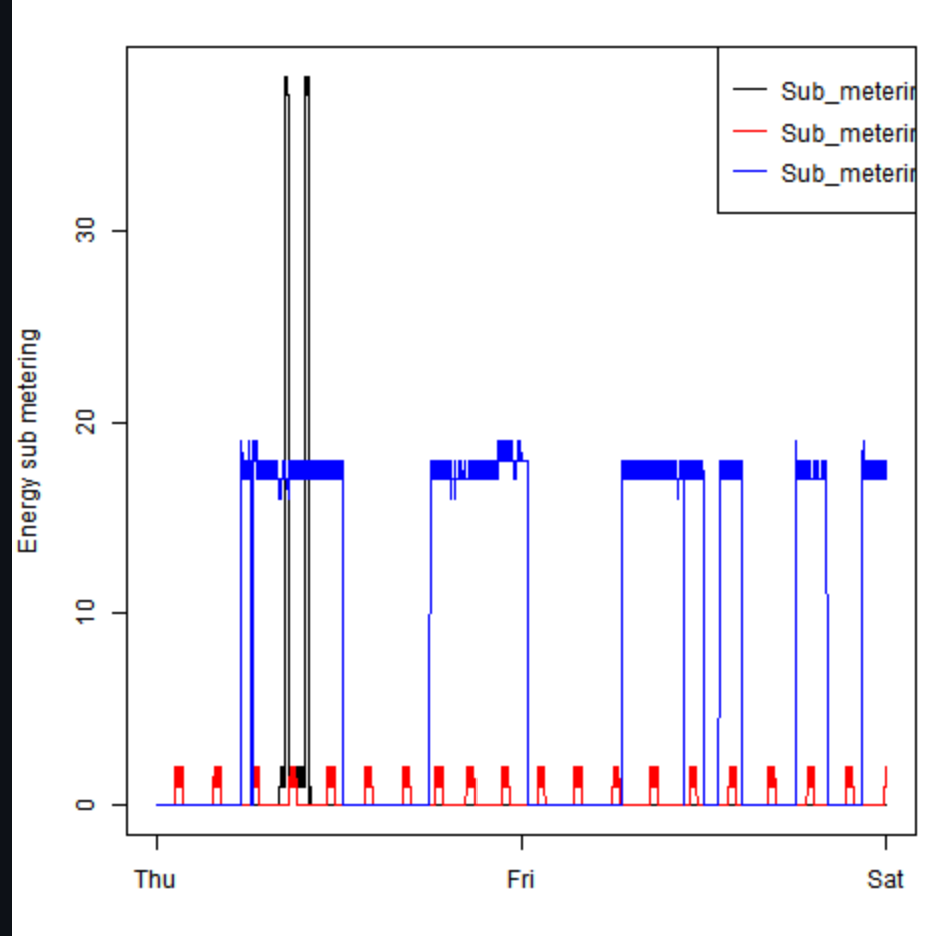 Sub_meterin
Sub_meterin
Sub_meterin
Energy sub metering
30
20
10
0
Thu Fri Sat